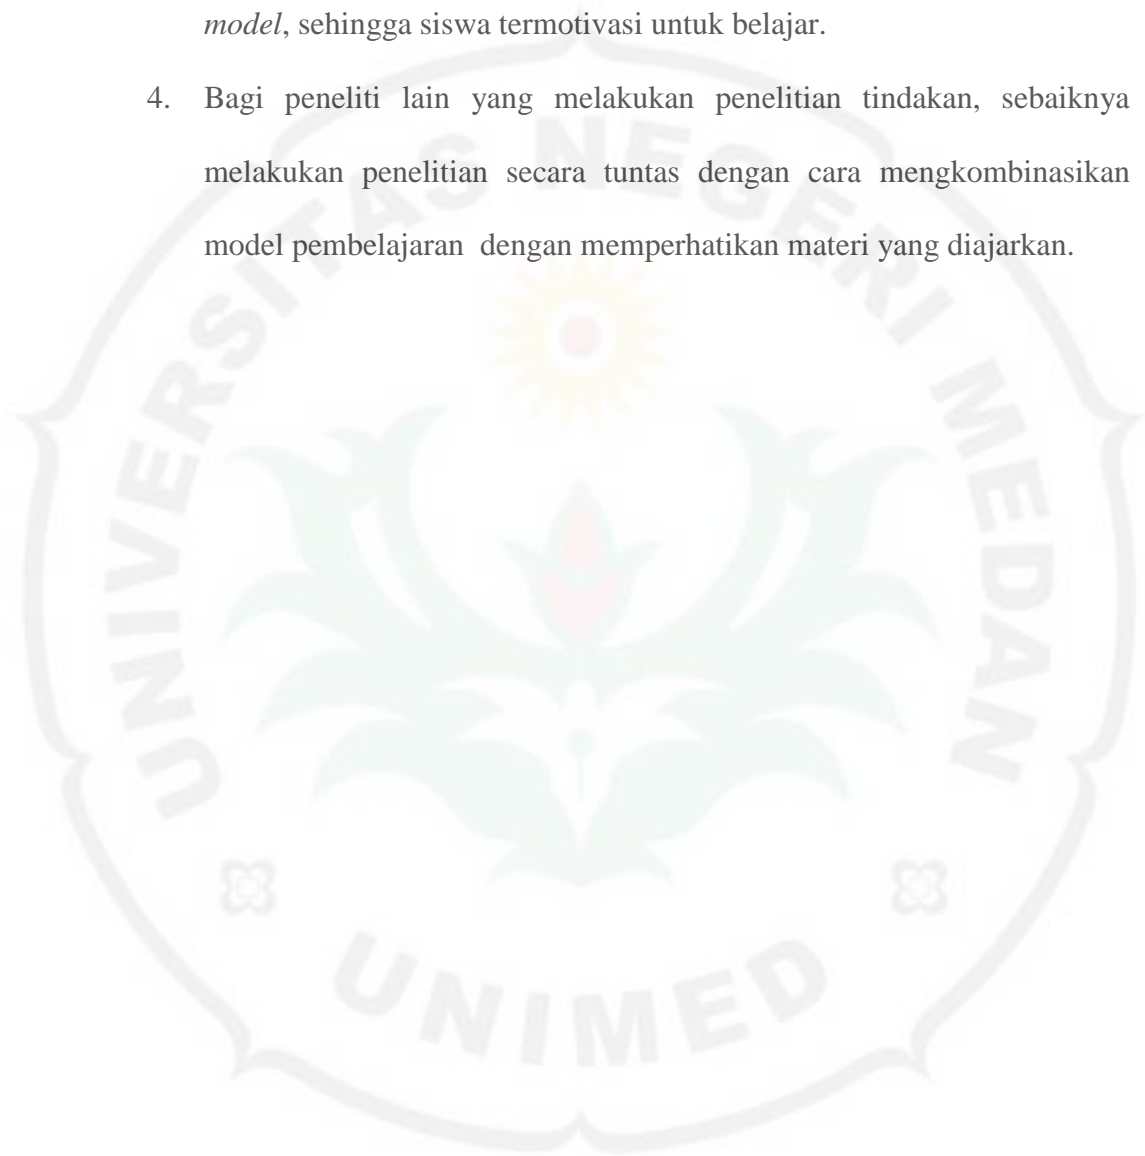 model, sehingga siswa termotivasi untuk belajar.
4. Bagi peneliti lain yang melakukan penelitian tindakan, sebaiknya
melakukan penelitian secara tuntas dengan cara mengkombinasikan
model pembelajaran dengan memperhatikan materi yang diajarkan.
UNIVERSITAS NEGERI MEDAN
UNIMED